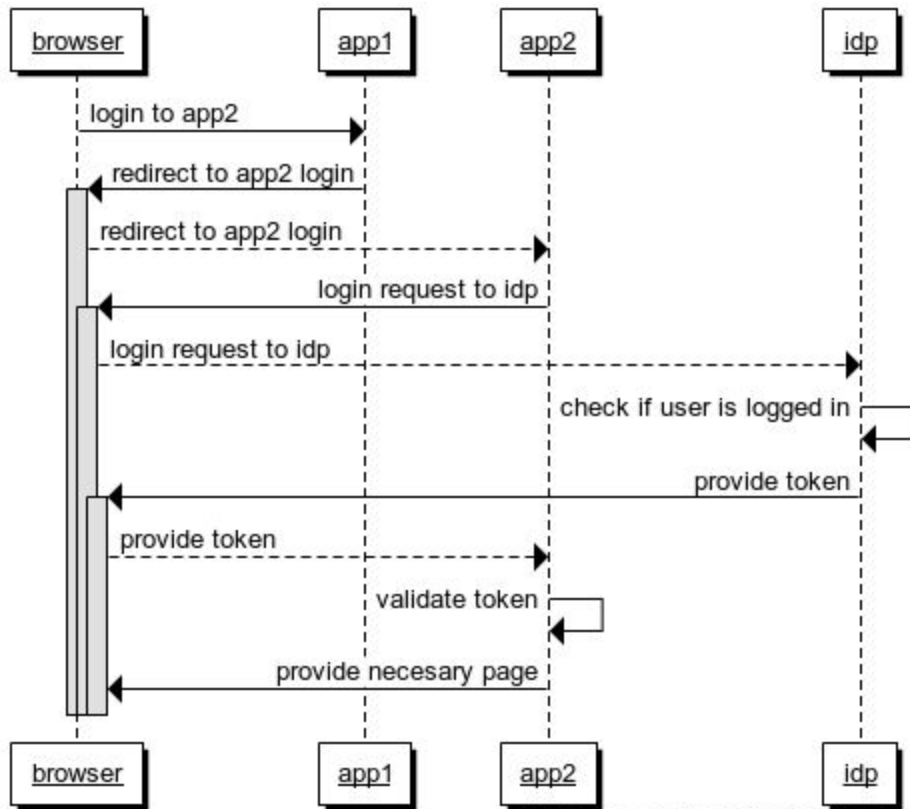 browser app1 app2 idp
login to app2
redirect to app2 login
redirect to app2 login
login request to idp
login request to idp
check if user is logged in
provide token
provide token
validate token
provide necesary page
browser app1 app2 idp